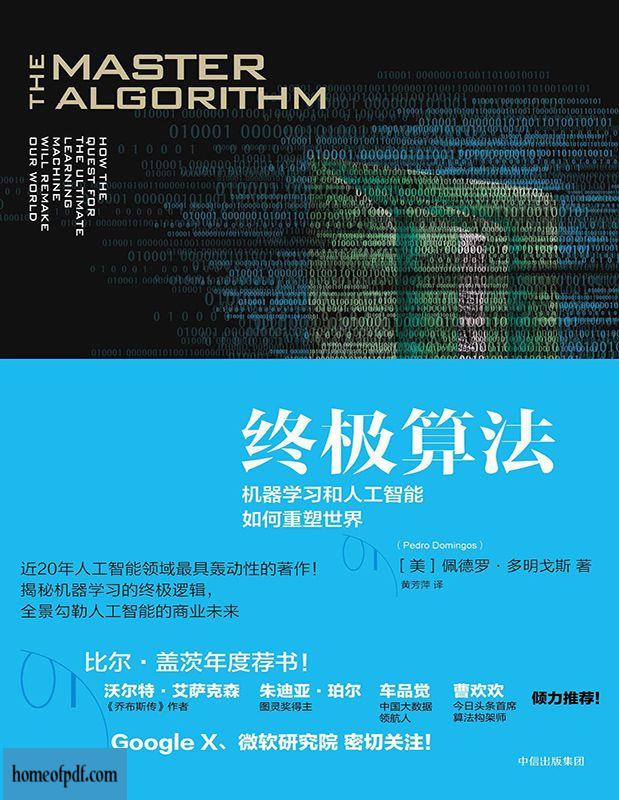 THE MASTER
ALGORITHM
HOW THE
QUEST FOR
THE ULTIMATE
LEARNING
MACHINE
WILL REMAKE
OUR WORLD
终极算法
机器学习和人工智能
如何重塑世界
(Pedro Domingos)
[美]佩德罗·多明戈斯 著
黄芳萍 译
近20年人工智能领域最具轰动性的著作!
揭秘机器学习的终极逻辑,
全景勾勒人工智能的商业未来
01
01
比尔·盖茨年度荐书!
沃尔特·艾萨克森 朱迪亚·珀尔 车品觉 曹欢欢 倾力推荐!
《乔布斯传》作者 图灵奖得主 中国大数据 今日头条首席
领航人 算法构架师
Google X、微软研究院 密切关注!
中信出版集团
homeofpdf.com